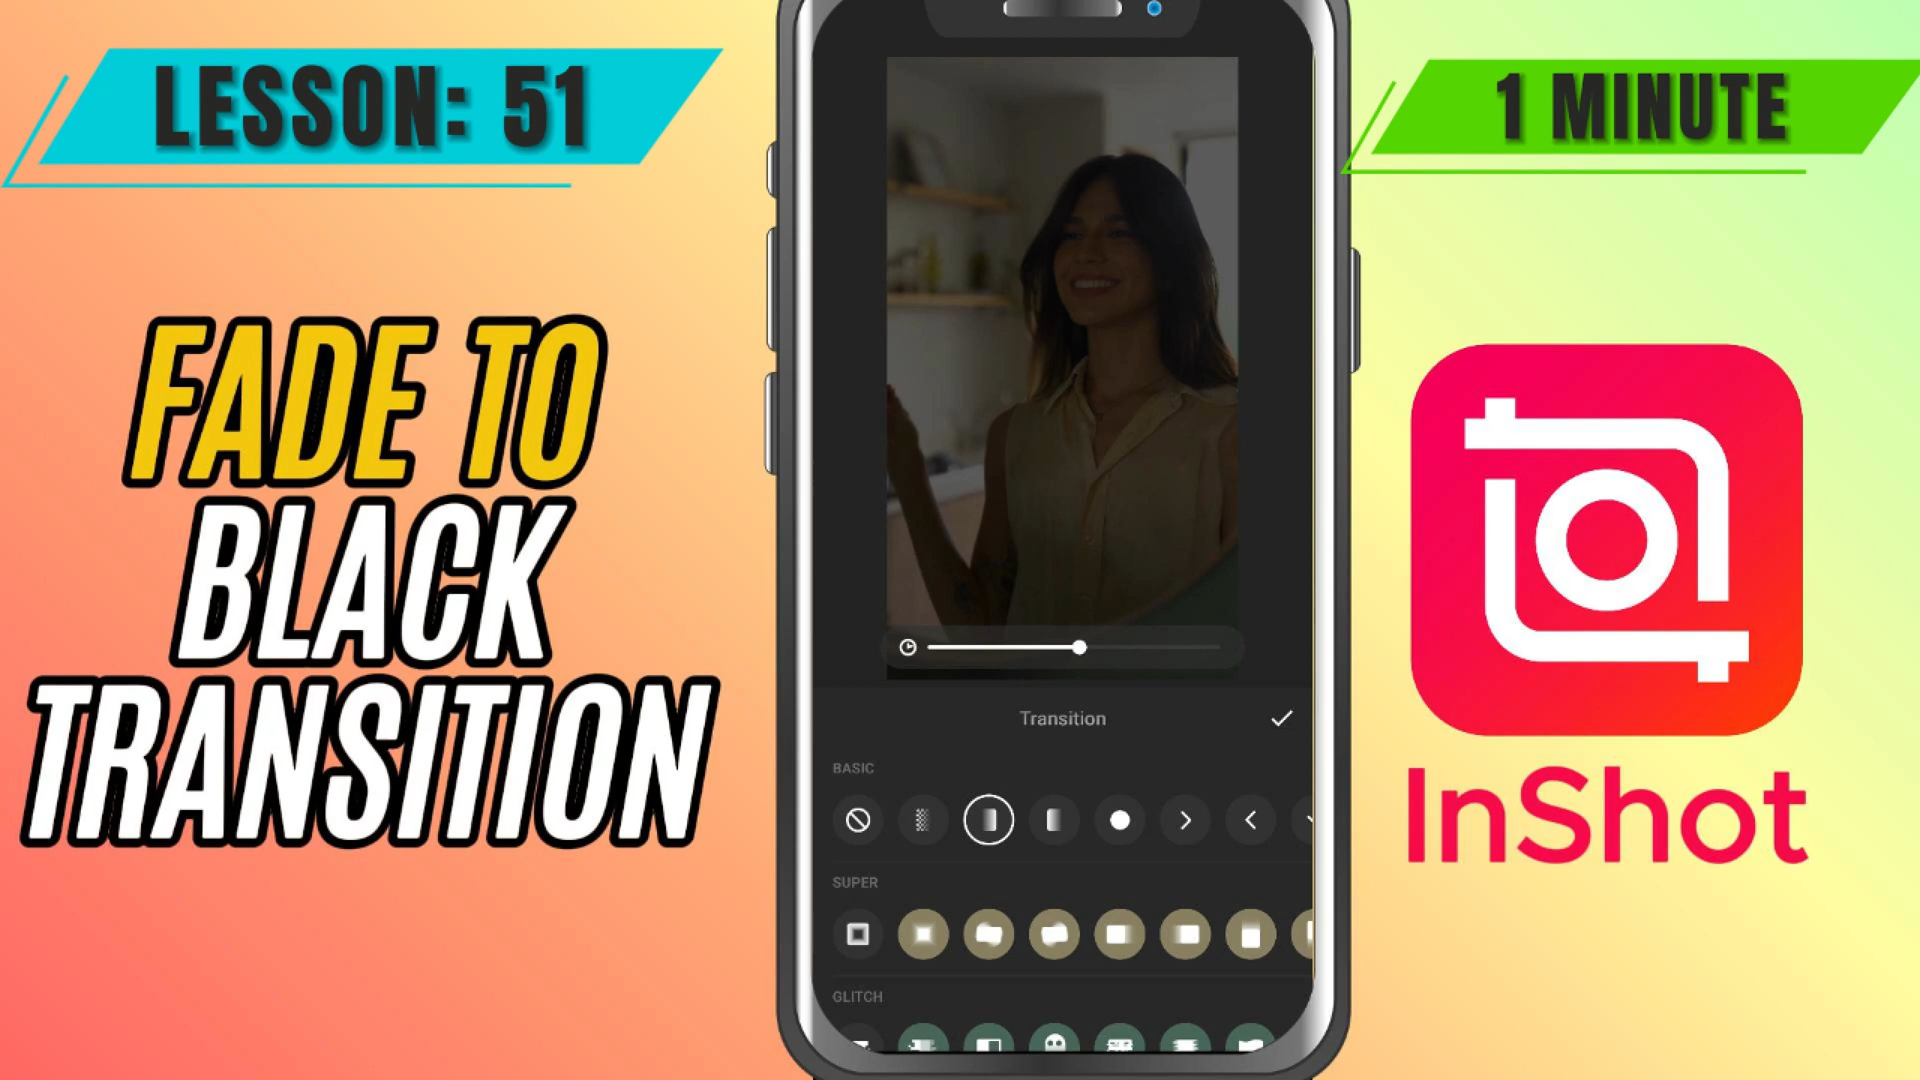 LESSON: 51
1 MINUTE
FADE TO
BLACK
TRANSITION
Transition
BASIC
SUPER
GLITCH
InShot